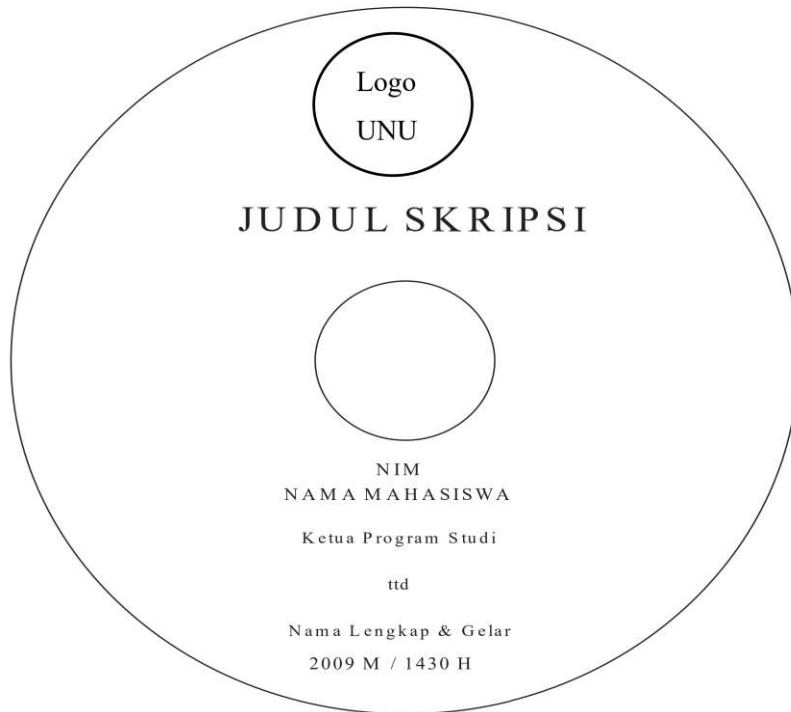 Logo
UNU
JUDUL SKRIPSI
NIM
NAMA MAHASISWA
Ketua Program Studi
ttd
Nama Lengkap & Gelar
2009 M / 1430 H